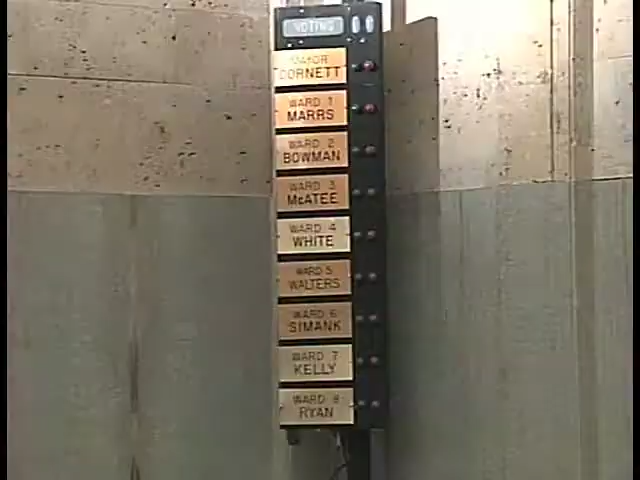 VOTING
MAYOR
CORNETT
WARD 1
MARRS
WARD 2
BOWMAN
WARD 3
McATEE
WARD 4
WHITE
WARD 5
WALTERS
WARD 6
SIMANK
WARD 7
KELLY
WARD 8
RYAN